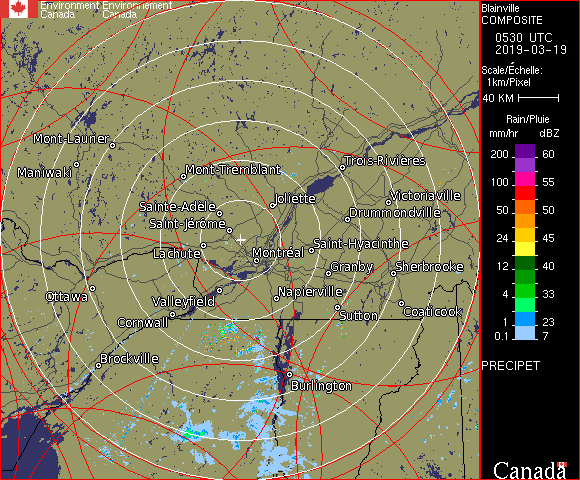 Environment Environnement
Canada Canada
Blainville
COMPOSITE
0530 UTC
2019-03-19
Scale/Échelle:
1km/Pixel
40 KM
Rain/Pluie
mm/hr dBZ
200 60
100 55
50 50
24 45
12 40
4 33
1 23
0.1 7
PRECIPET
Mont-Laurier
Maniwaki
Mont-Tremblant
Trois-Rivières
Joliette
Victoriaville
Sainte-Adèle
Drummondville
Saint-Jérôme
Lachute
Montréal
Saint-Hyacinthe
Granby
Sherbrooke
Ottawa
Valleyfield
Napierville
Cornwall
Sutton
Coaticook
Brockville
Burlington
Canada